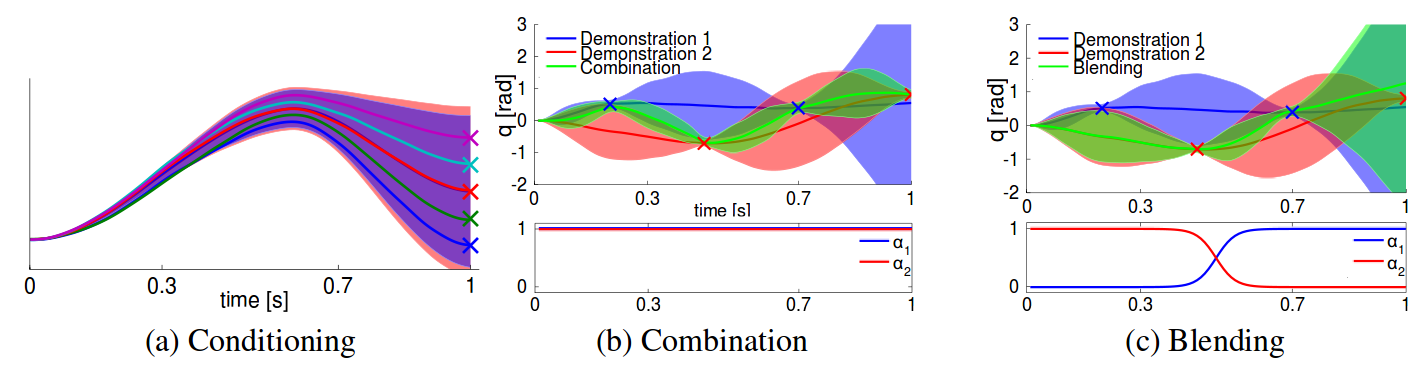 0
0.3
0.7
1
time [s]
(a) Conditioning
3
2
1
0
-1
-2
q [rad]
Demonstration 1
Demonstration 2
Combination
0
0.3
0.7
1
time [s]
1
0
α1
α2
0
0.3
0.7
1
(b) Combination
3
2
1
0
-1
-2
q [rad]
Demonstration 1
Demonstration 2
Blending
0
0.3
0.7
1
1
0
α1
α2
0
0.3
0.7
1
(c) Blending